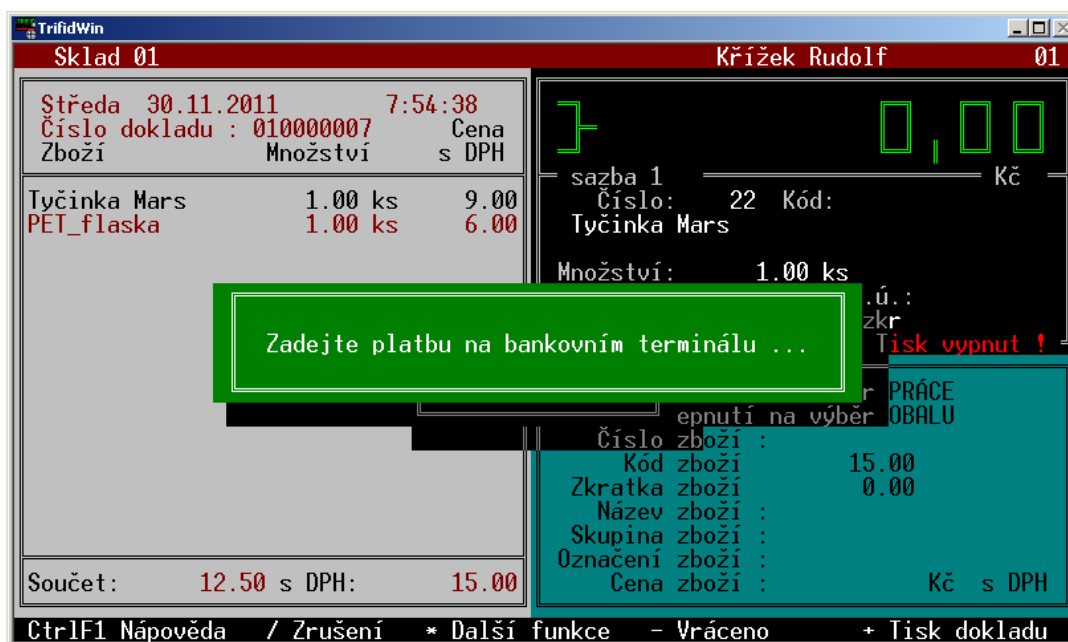 TrifidWin
Sklad 01 Křížek Rudolf 01
Středa 30.11.2011 7:54:38
Číslo dokladu : 010000007 Cena
Zboží Množství s DPH
Tyčinka Mars 1.00 ks 9.00
PET_flaska 1.00 ks 6.00
Součet: 12.50 s DPH: 15.00
0,00
sazba 1 Kč
Číslo: 22 Kód:
Tyčinka Mars
Množství: 1.00 ks
.ú.:
zkr
Tisk vypnut !
Zadejte platbu na bankovním terminálu ...
r PRÁCE
epnutí na výběr OBALU
Číslo zboží :
Kód zboží 15.00
Zkratka zboží 0.00
Název zboží :
Skupina zboží :
Označení zboží :
Cena zboží : Kč s DPH
CtrlF1 Nápověda / Zrušení * Další funkce - Vráceno + Tisk dokladu